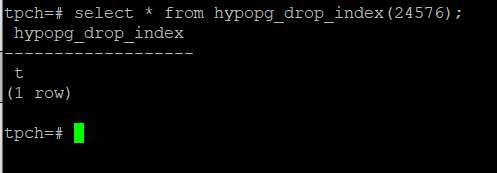 tpch=# select * from hypopg_drop_index(24576);
 hypopg_drop_index
-------------------
 t
(1 row)
tpch=#